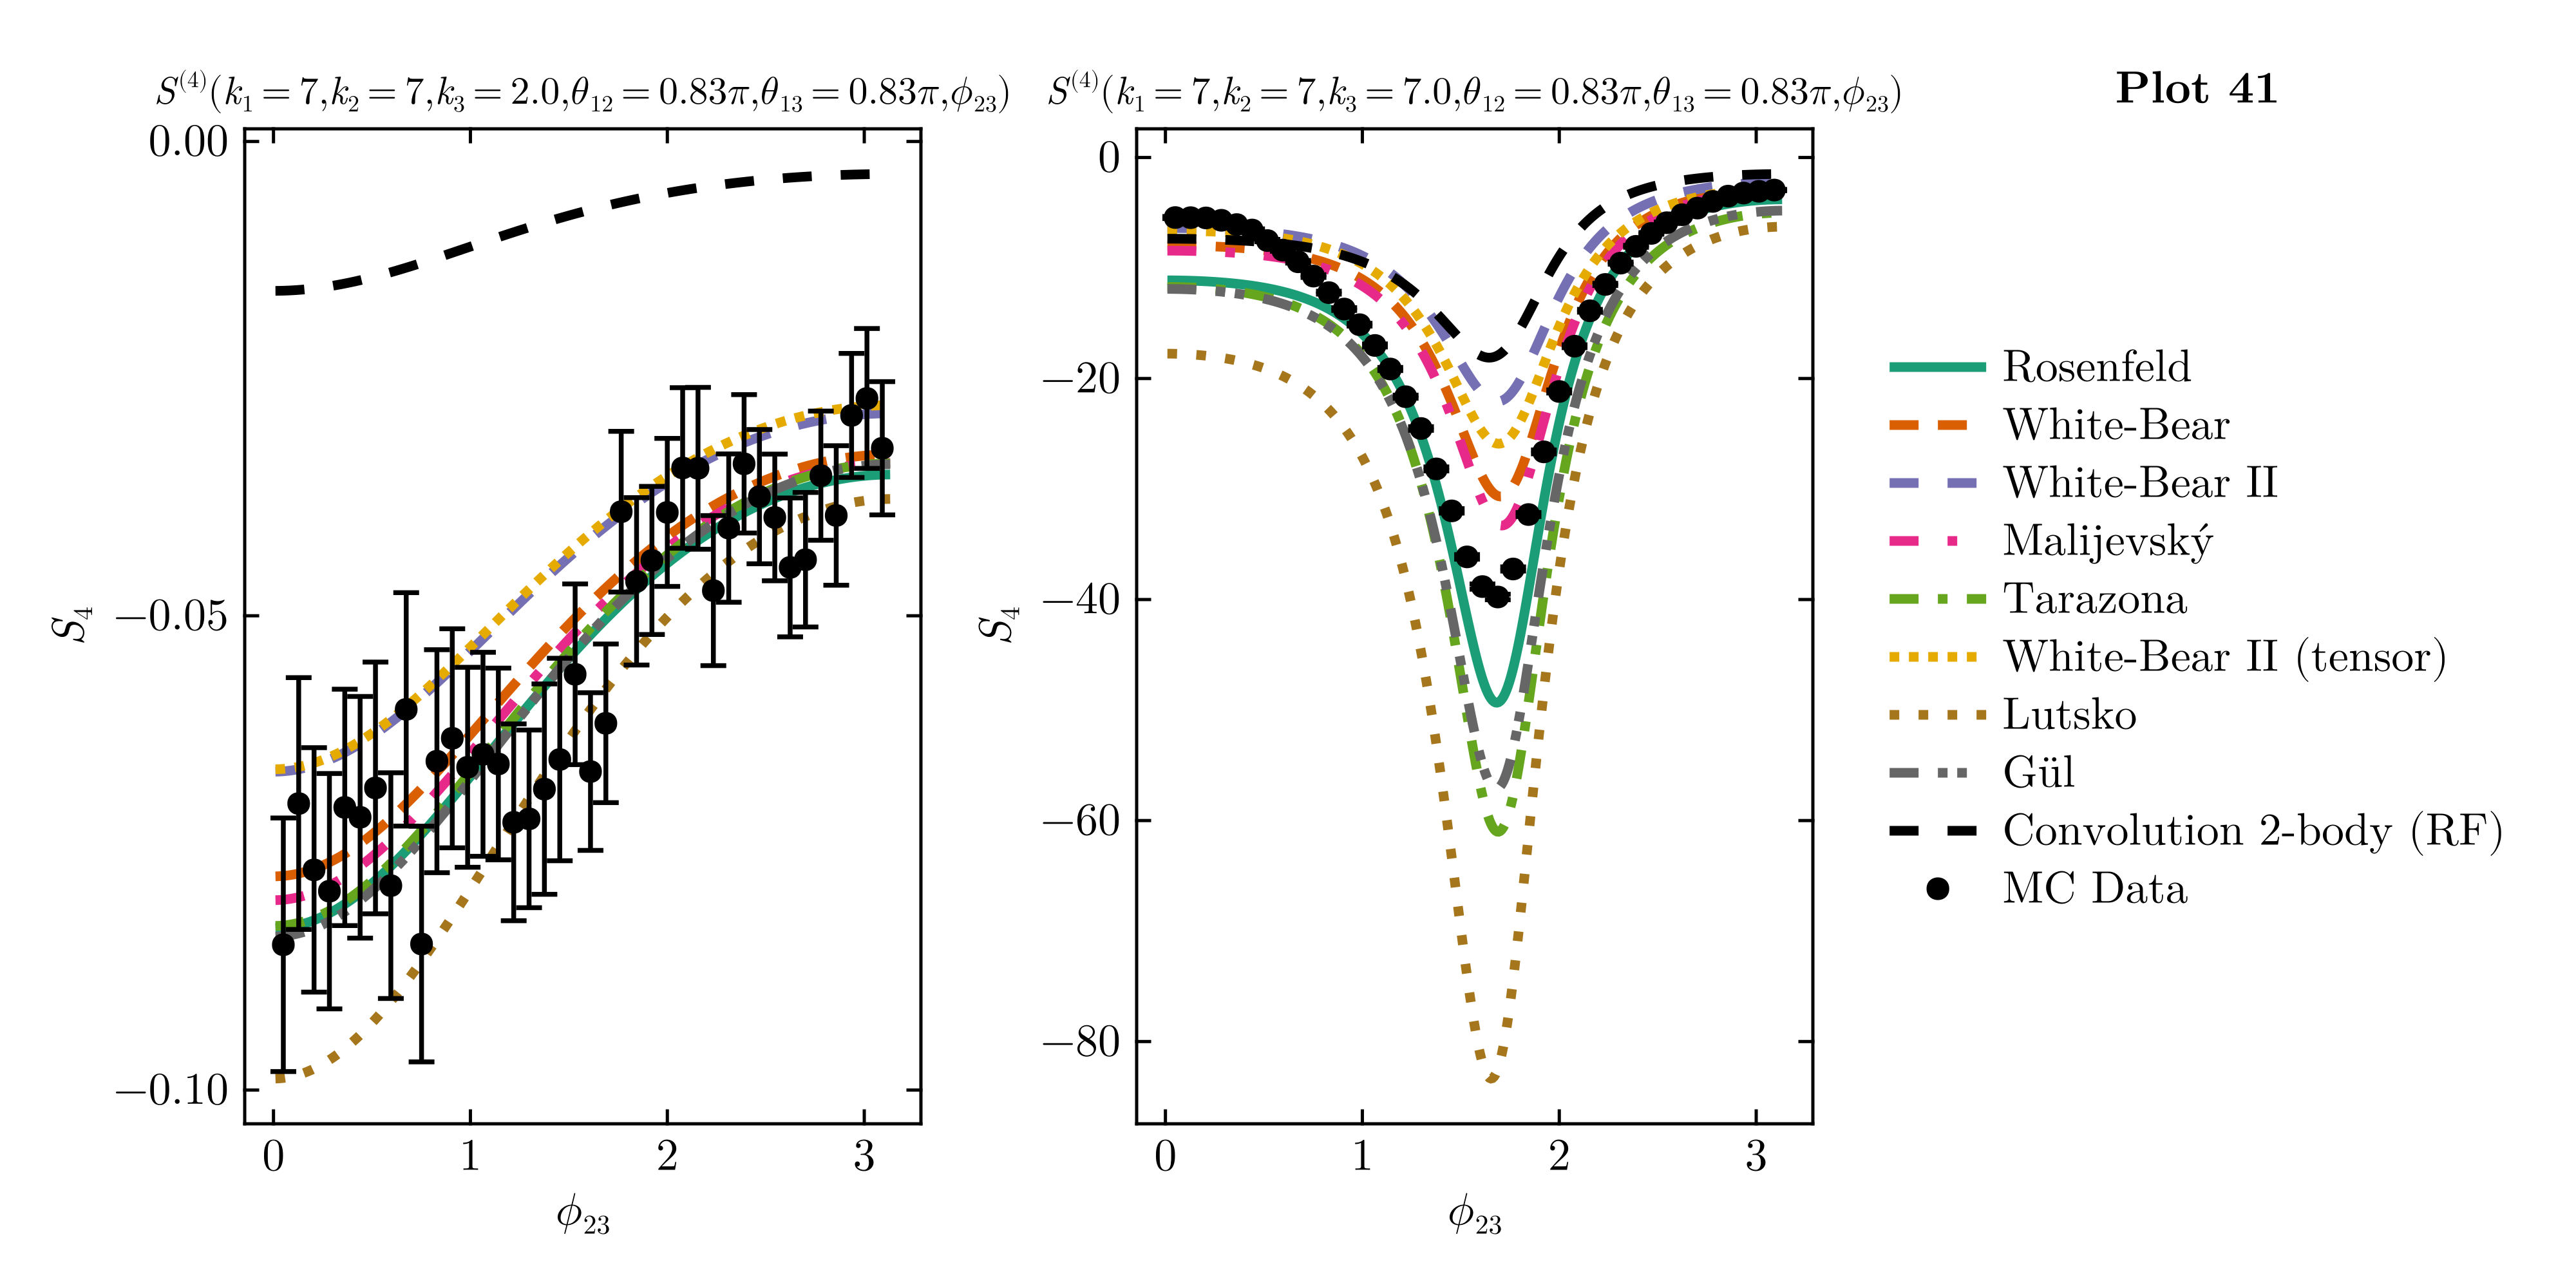 S⁽⁴⁾(k₁ = 7,k₂ = 7,k₃ = 2.0,θ₁₂ = 0.83π,θ₁₃ = 0.83π,ϕ₂₃)
S⁽⁴⁾(k₁ = 7,k₂ = 7,k₃ = 7.0,θ₁₂ = 0.83π,θ₁₃ = 0.83π,ϕ₂₃)
Plot 41
0.00
−0.05
−0.10
S₄
0 1 2 3
ϕ₂₃
0
−20
−40
−60
−80
S₄
0 1 2 3
ϕ₂₃
Rosenfeld
White-Bear
White-Bear II
Malijevský
Tarazona
White-Bear II (tensor)
Lutsko
Gül
Convolution 2-body (RF)
MC Data